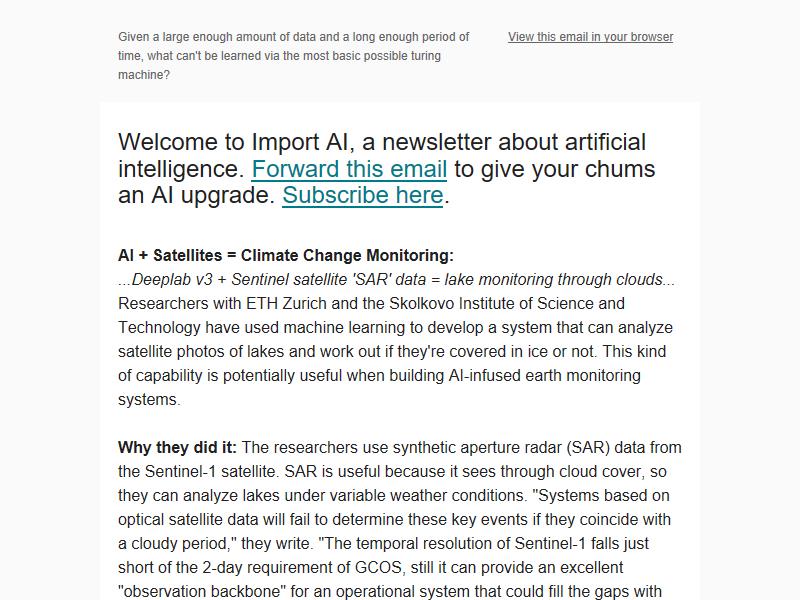 Given a large enough amount of data and a long enough period of
time, what can't be learned via the most basic possible turing
machine?
View this email in your browser
Welcome to Import AI, a newsletter about artificial
intelligence. Forward this email to give your chums
an AI upgrade. Subscribe here.
AI + Satellites = Climate Change Monitoring:
...Deeplab v3 + Sentinel satellite 'SAR' data = lake monitoring through clouds...
Researchers with ETH Zurich and the Skolkovo Institute of Science and
Technology have used machine learning to develop a system that can analyze
satellite photos of lakes and work out if they're covered in ice or not. This kind
of capability is potentially useful when building AI-infused earth monitoring
systems.
Why they did it: The researchers use synthetic aperture radar (SAR) data from
the Sentinel-1 satellite. SAR is useful because it sees through cloud cover, so
they can analyze lakes under variable weather conditions. "Systems based on
optical satellite data will fail to determine these key events if they coincide with
a cloudy period," they write. "The temporal resolution of Sentinel-1 falls just
short of the 2-day requirement of GCOS, still it can provide an excellent
"observation backbone" for an operational system that could fill the gaps with